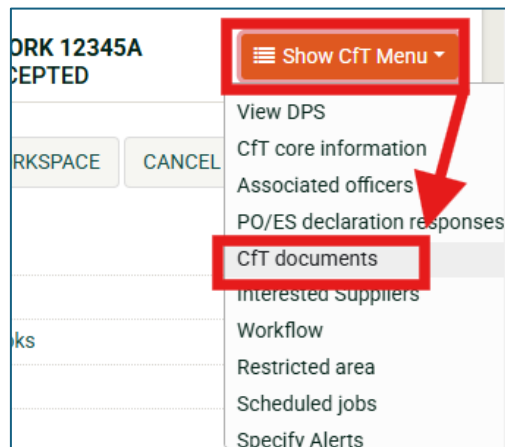 ORK 12345A
CEPTED
Show CfT Menu
RKSPACE
CANCEL
View DPS
CfT core information
Associated officers
PO/ES declaration responses
CfT documents
Interested Suppliers
Workflow
oks
Restricted area
Scheduled jobs
Specify Alerts